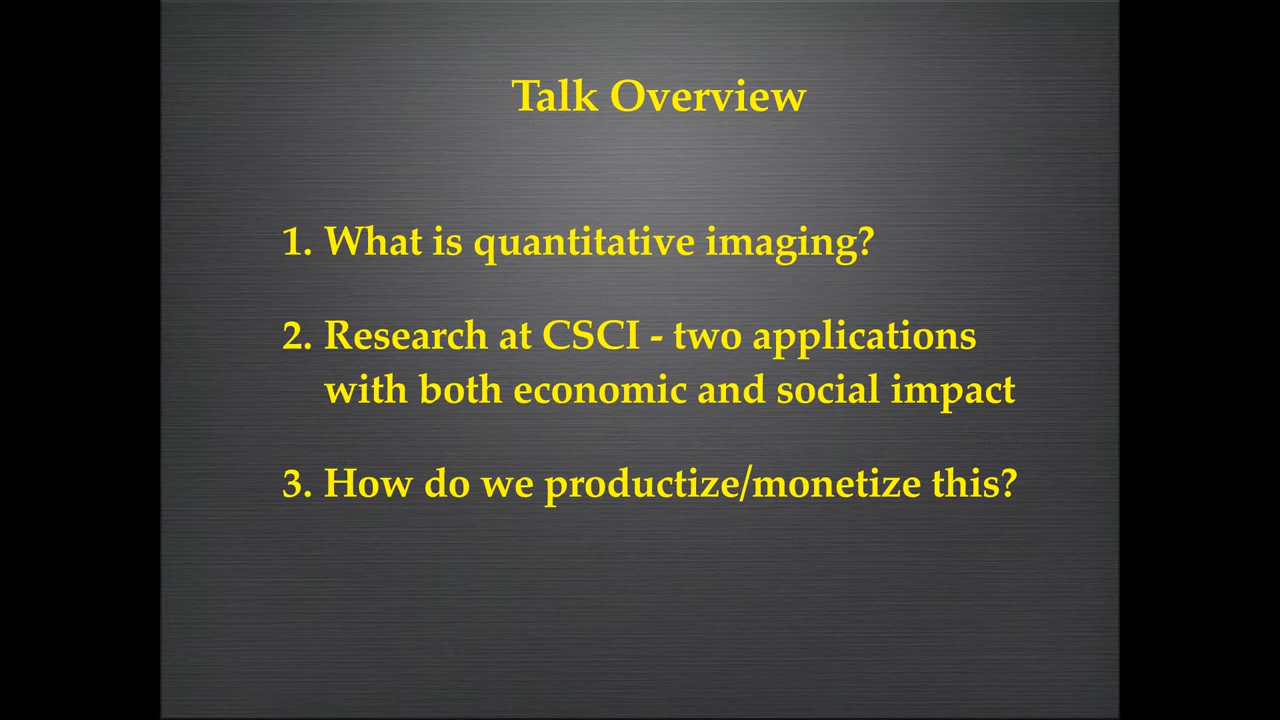 Talk Overview
1. What is quantitative imaging?
2. Research at CSCI - two applications
with both economic and social impact
3. How do we productize/monetize this?